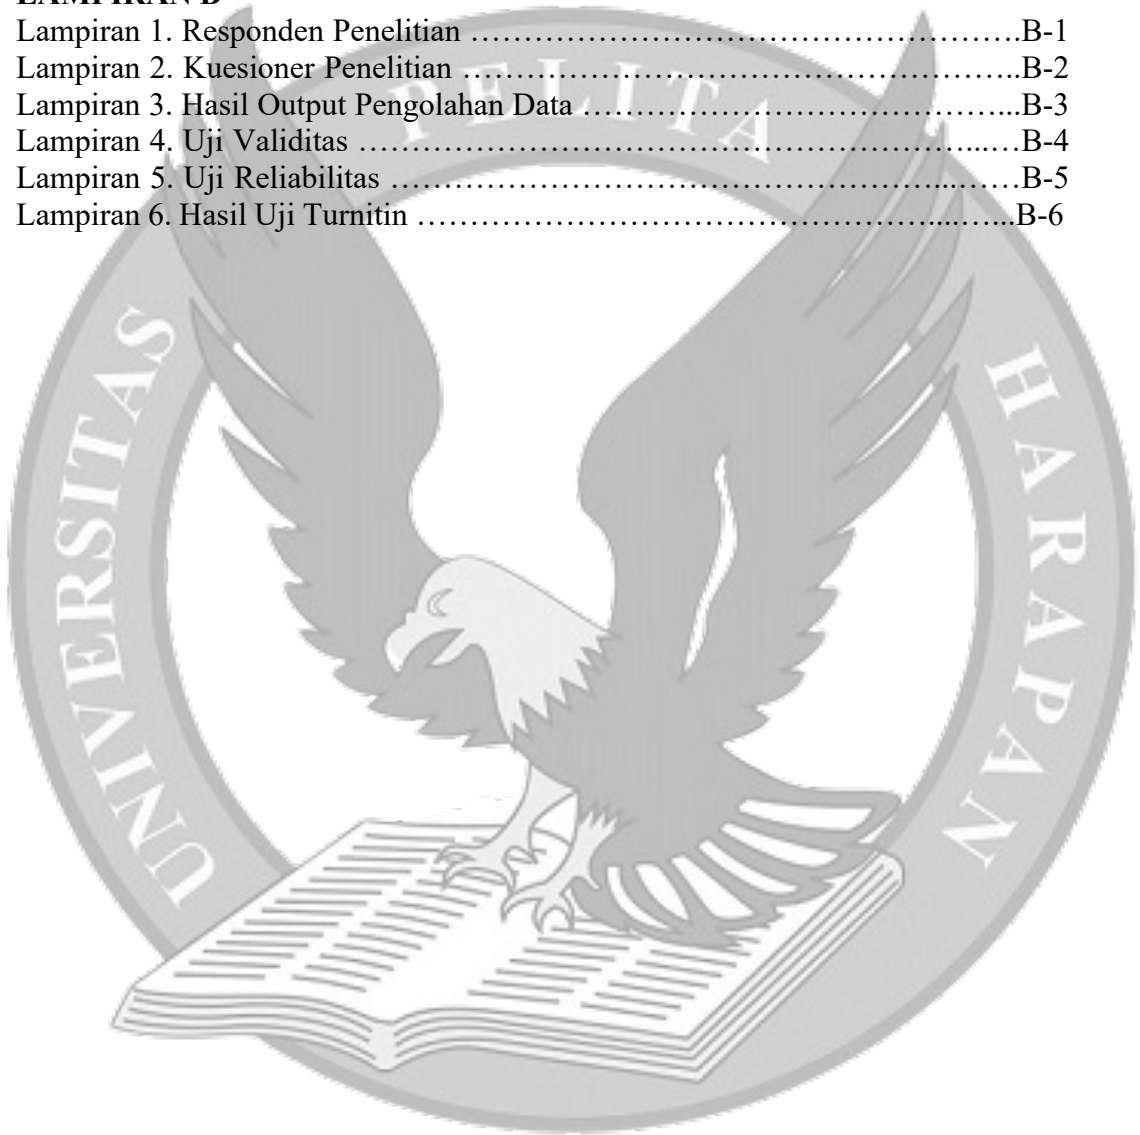 LAMPIRAN B
Lampiran 1. Responden Penelitian …………………………………………….B-1
Lampiran 2. Kuesioner Penelitian ……………………………………………..B-2
Lampiran 3. Hasil Output Pengolahan Data …………………………………...B-3
Lampiran 4. Uji Validitas …………………………………………………...…B-4
Lampiran 5. Uji Reliabilitas ……………………………………………...……B-5
Lampiran 6. Hasil Uji Turnitin …………………………………………...…...B-6
UNIVERSITAS PELITA HARAPAN